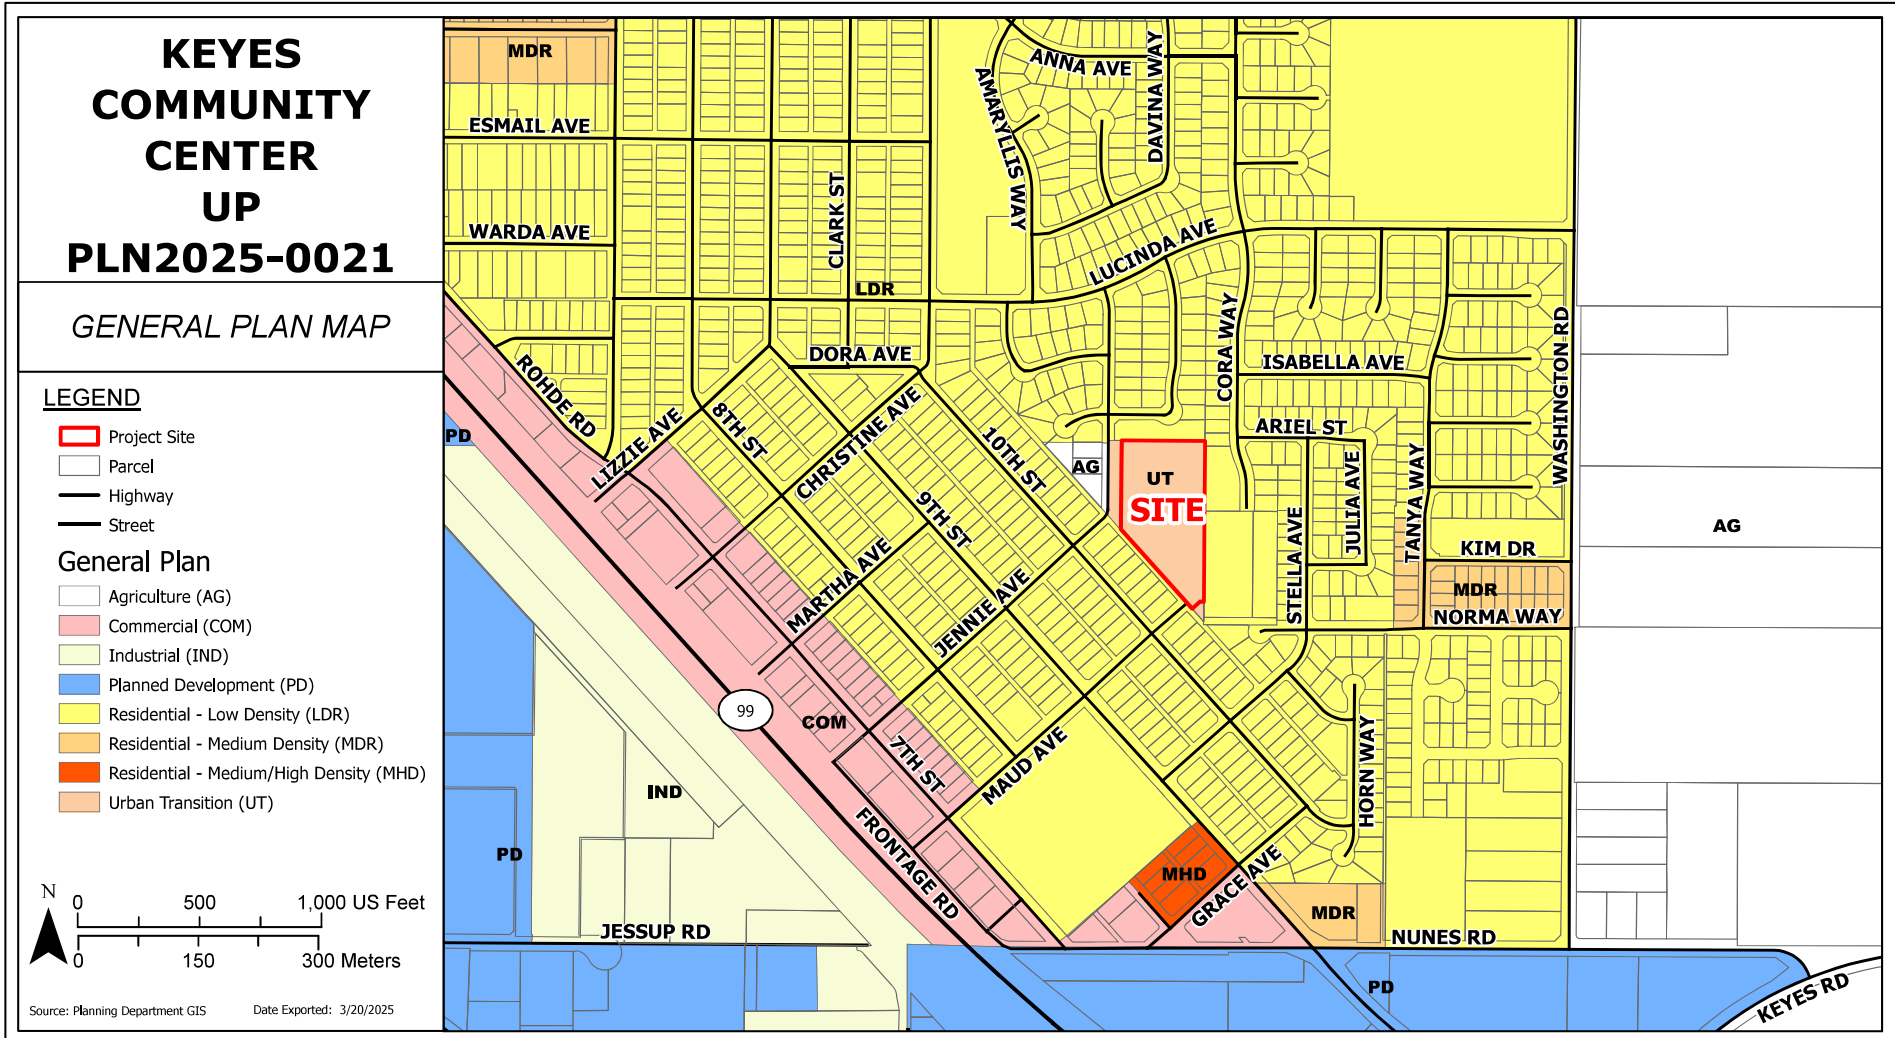 KEYES
COMMUNITY
CENTER
UP
PLN2025-0021
GENERAL PLAN MAP
LEGEND
Project Site
Parcel
Highway
Street
General Plan
Agriculture (AG)
Commercial (COM)
Industrial (IND)
Planned Development (PD)
Residential - Low Density (LDR)
Residential - Medium Density (MDR)
Residential - Medium/High Density (MHD)
Urban Transition (UT)
N
0 500 1,000 US Feet
0 150 300 Meters
Source: Planning Department GIS Date Exported: 3/20/2025
MDR
ANNA AVE
DAVINA WAY
AMARYLLIS WAY
ESMAIL AVE
CLARK ST
WARDA AVE
LUCINDA AVE
LDR
CORA WAY
WASHINGTON RD
DORA AVE
ISABELLA AVE
ROHDE RD
LIZZIE AVE
8TH ST
CHRISTINE AVE
10TH ST
ARIEL ST
PD
AG
UT
SITE
JULIA AVE
TANYA WAY
9TH ST
AG
STELLA AVE
KIM DR
MARTHA AVE
JENNIE AVE
MDR
NORMA WAY
99
COM
7TH ST
MAUD AVE
HORN WAY
IND
PD
FRONTAGE RD
MHD
GRACE AVE
MDR
JESSUP RD
NUNES RD
PD
KEYES RD